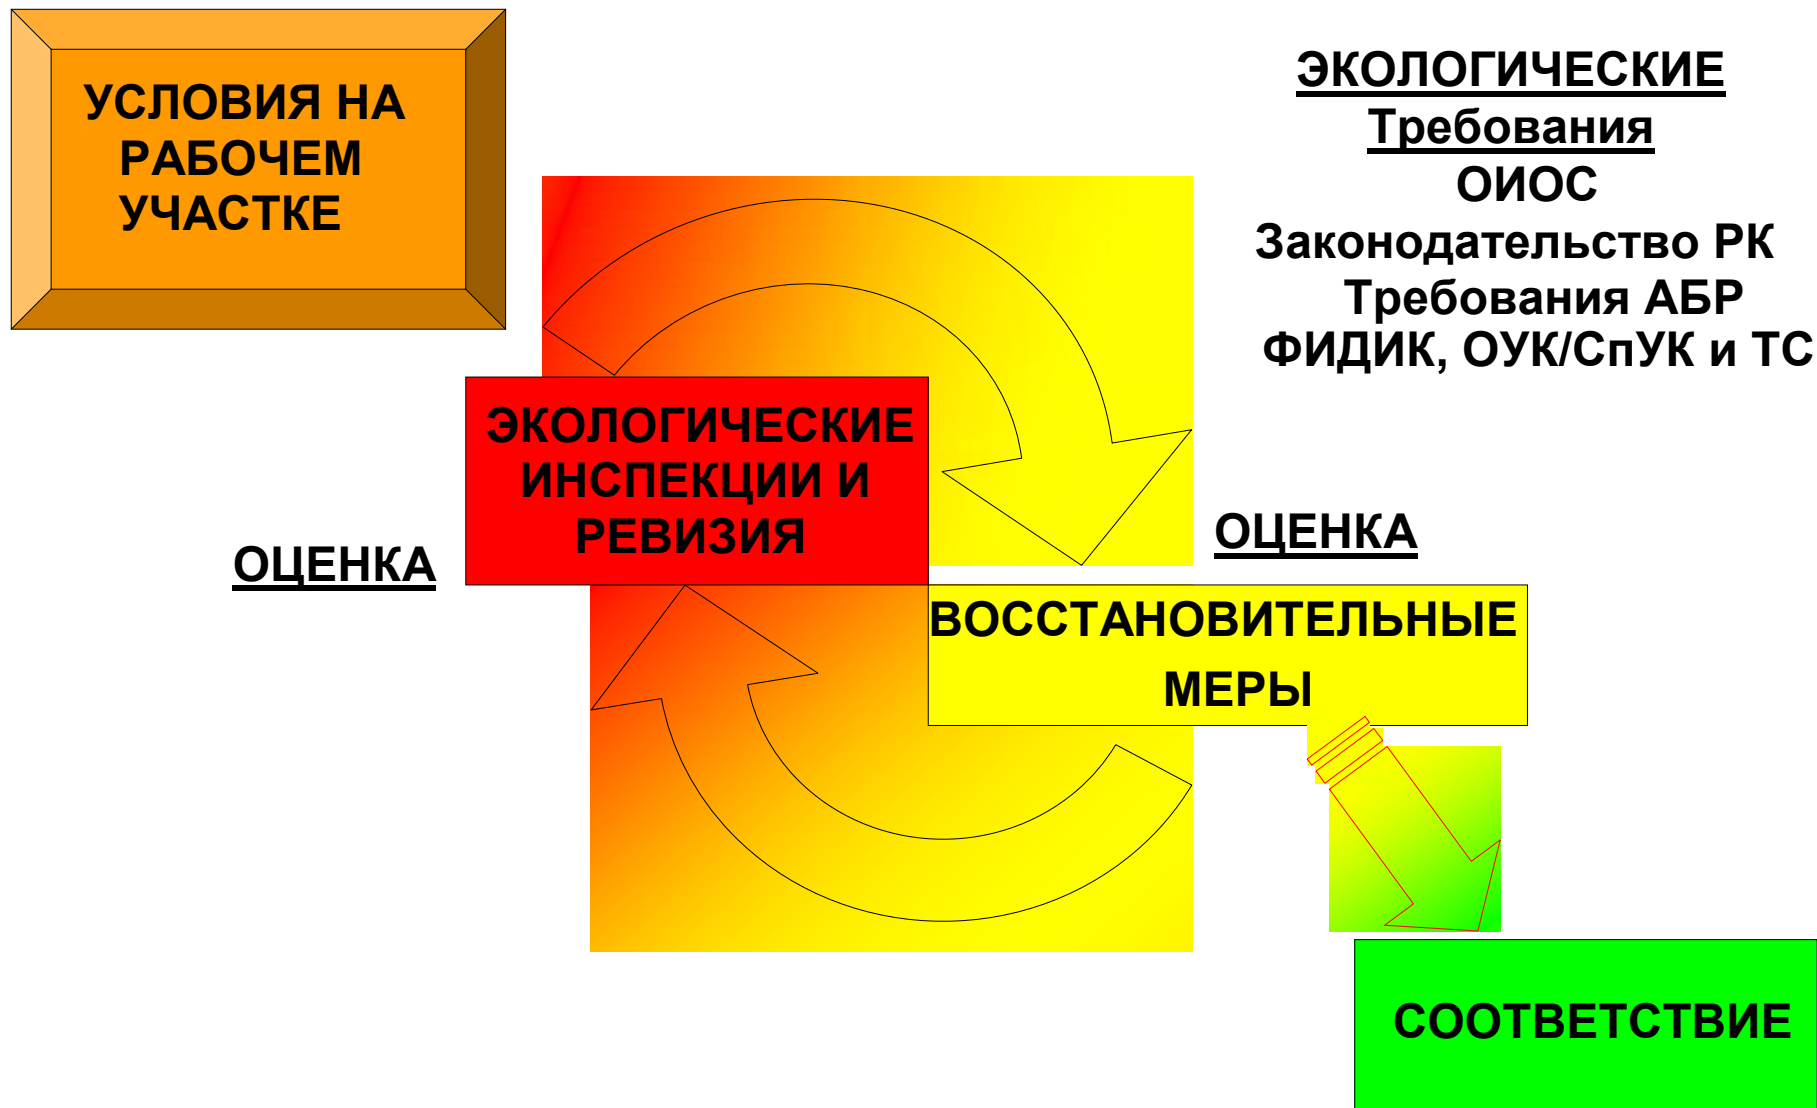 УСЛОВИЯ НА
РАБОЧЕМ
УЧАСТКЕ
ЭКОЛОГИЧЕСКИЕ
Требования
ОИОС
Законодательство РК
Требования АБР
ФИДИК, ОУК/СпУК и ТС
ЭКОЛОГИЧЕСКИЕ
ИНСПЕКЦИИ И
РЕВИЗИЯ
ОЦЕНКА
ОЦЕНКА
ВОССТАНОВИТЕЛЬНЫЕ
МЕРЫ
СООТВЕТСТВИЕ